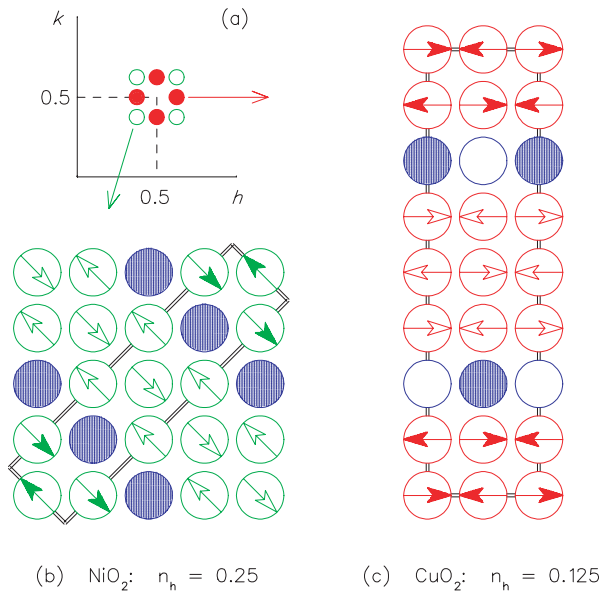 k
(a)
0.5
0.5
h
(b) NiO₂: nₕ = 0.25
(c) CuO₂: nₕ = 0.125